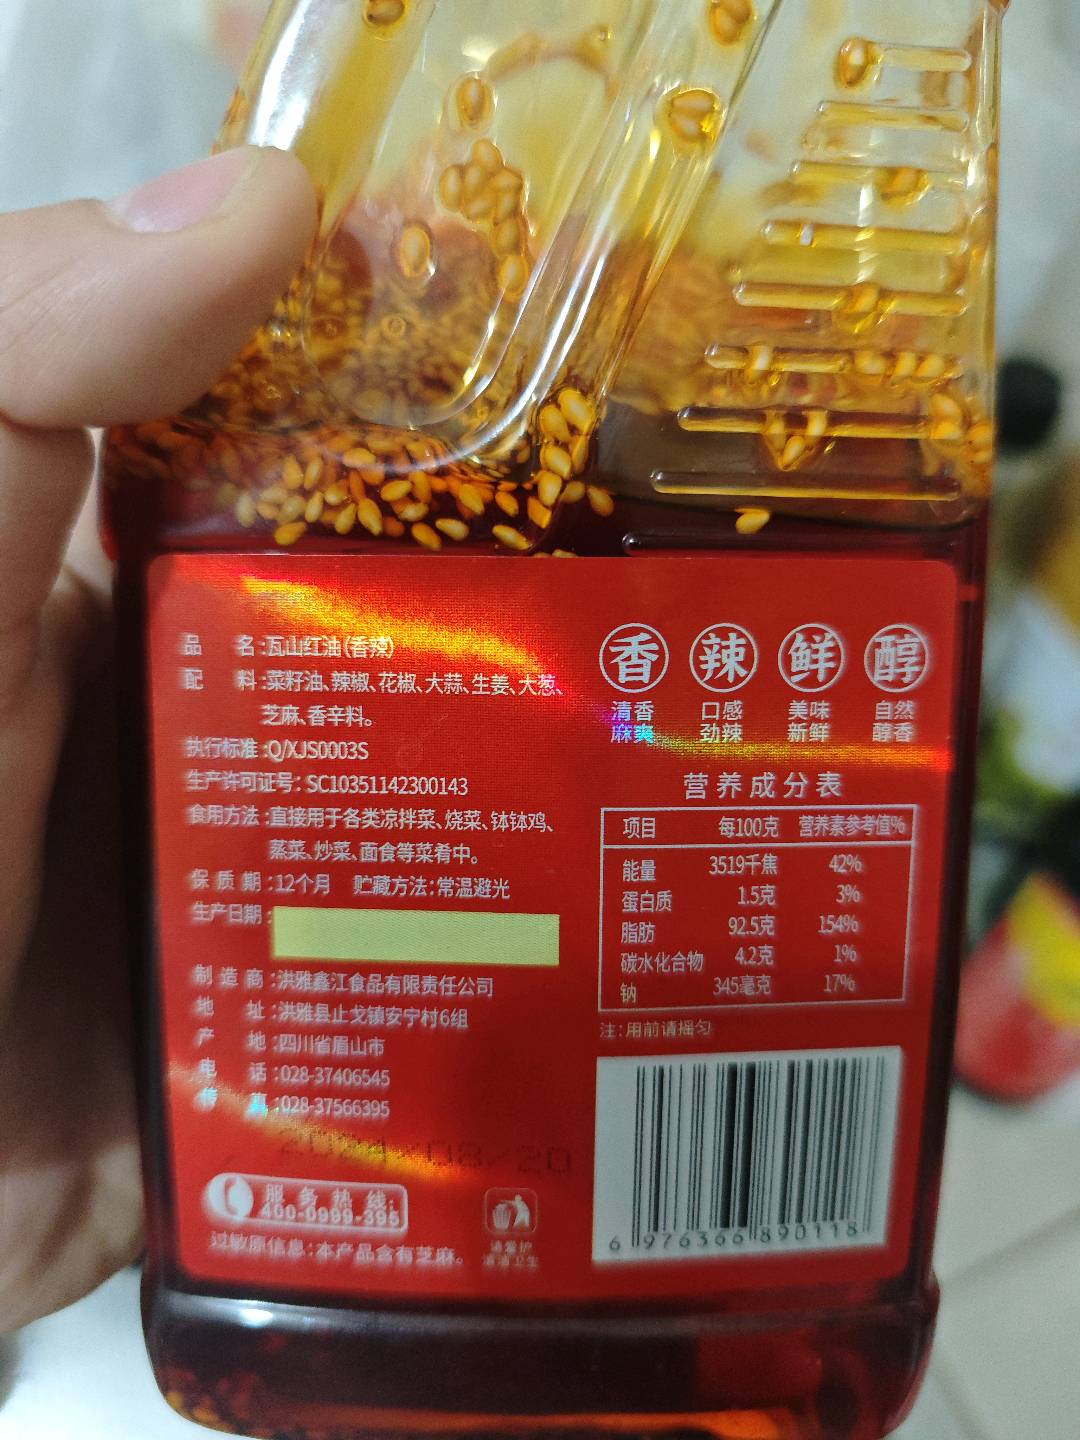 品名:瓦山红油(香辣)
配料:菜籽油、辣椒、花椒、大蒜、生姜、大葱、
芝麻、香辛料。
执行标准:Q/XJS0003S
生产许可证号: SC10351142300143
食用方法:直接用于各类凉拌菜、烧菜、钵钵鸡、
蒸菜、炒菜、面食等菜肴中。
保质期:12个月 贮藏方法:常温避光
生产日期:
制造商:洪雅鑫江食品有限责任公司
地址:洪雅县止戈镇安宁村6组
产地:四川省眉山市
电话:028-37406545
传真:028-37566395
2024/08/20
服务热线:
400-0999-395
过敏原信息:本产品含有芝麻。
请爱护
清洁卫生
香 辣 鲜 醇
清香 口感 美味 自然
麻爽 劲辣 新鲜 醇香
营养成分表
项目 每100克 营养素参考值%
能量 3519千焦 42%
蛋白质 1.5克 3%
脂肪 92.5克 154%
碳水化合物 4.2克 1%
钠 345毫克 17%
注:用前请摇匀
6 976366 890118